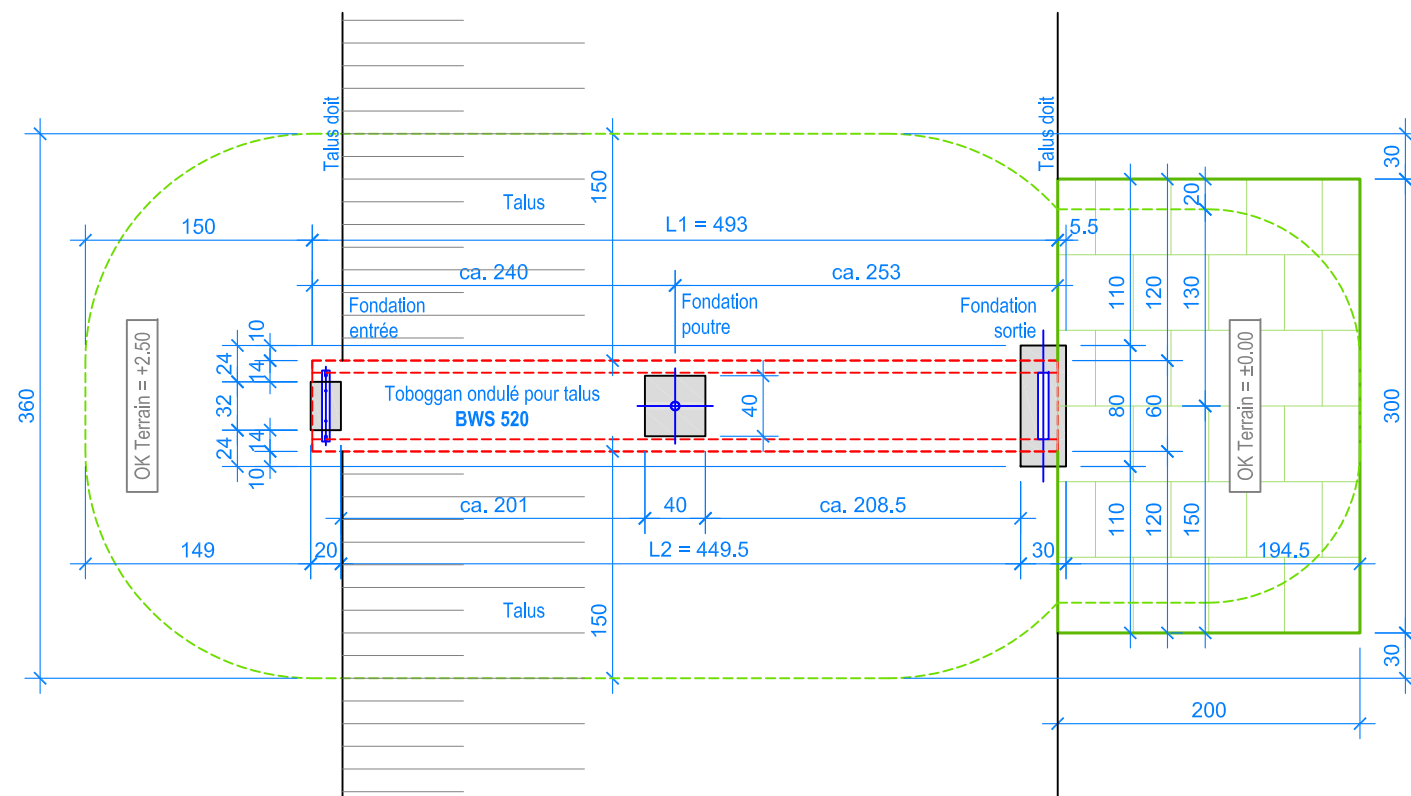 Talus doit
Talus doit
30
150
Talus
20
150
L1 = 493
5.5
ca. 240
ca. 253
110
120
130
Fondation
entrée
Fondation
poutre
Fondation
sortie
OK Terrain = +2.50
10
24
14
360
32
Toboggan ondulé pour talus
BWS 520
40
80
60
OK Terrain = ±0.00
300
24
14
10
ca. 201
40
ca. 208.5
110
120
150
149
20
L2 = 449.5
30
194.5
Talus
150
30
200